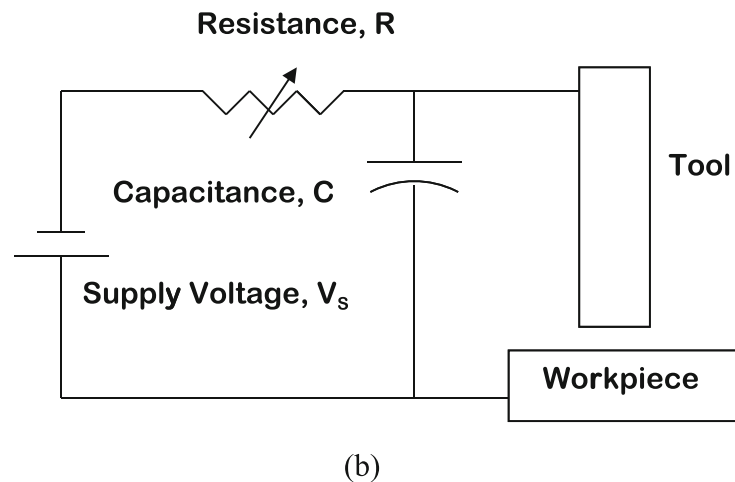 Resistance, R
Tool
Capacitance, C
Supply Voltage, Vs
Workpiece
(b)